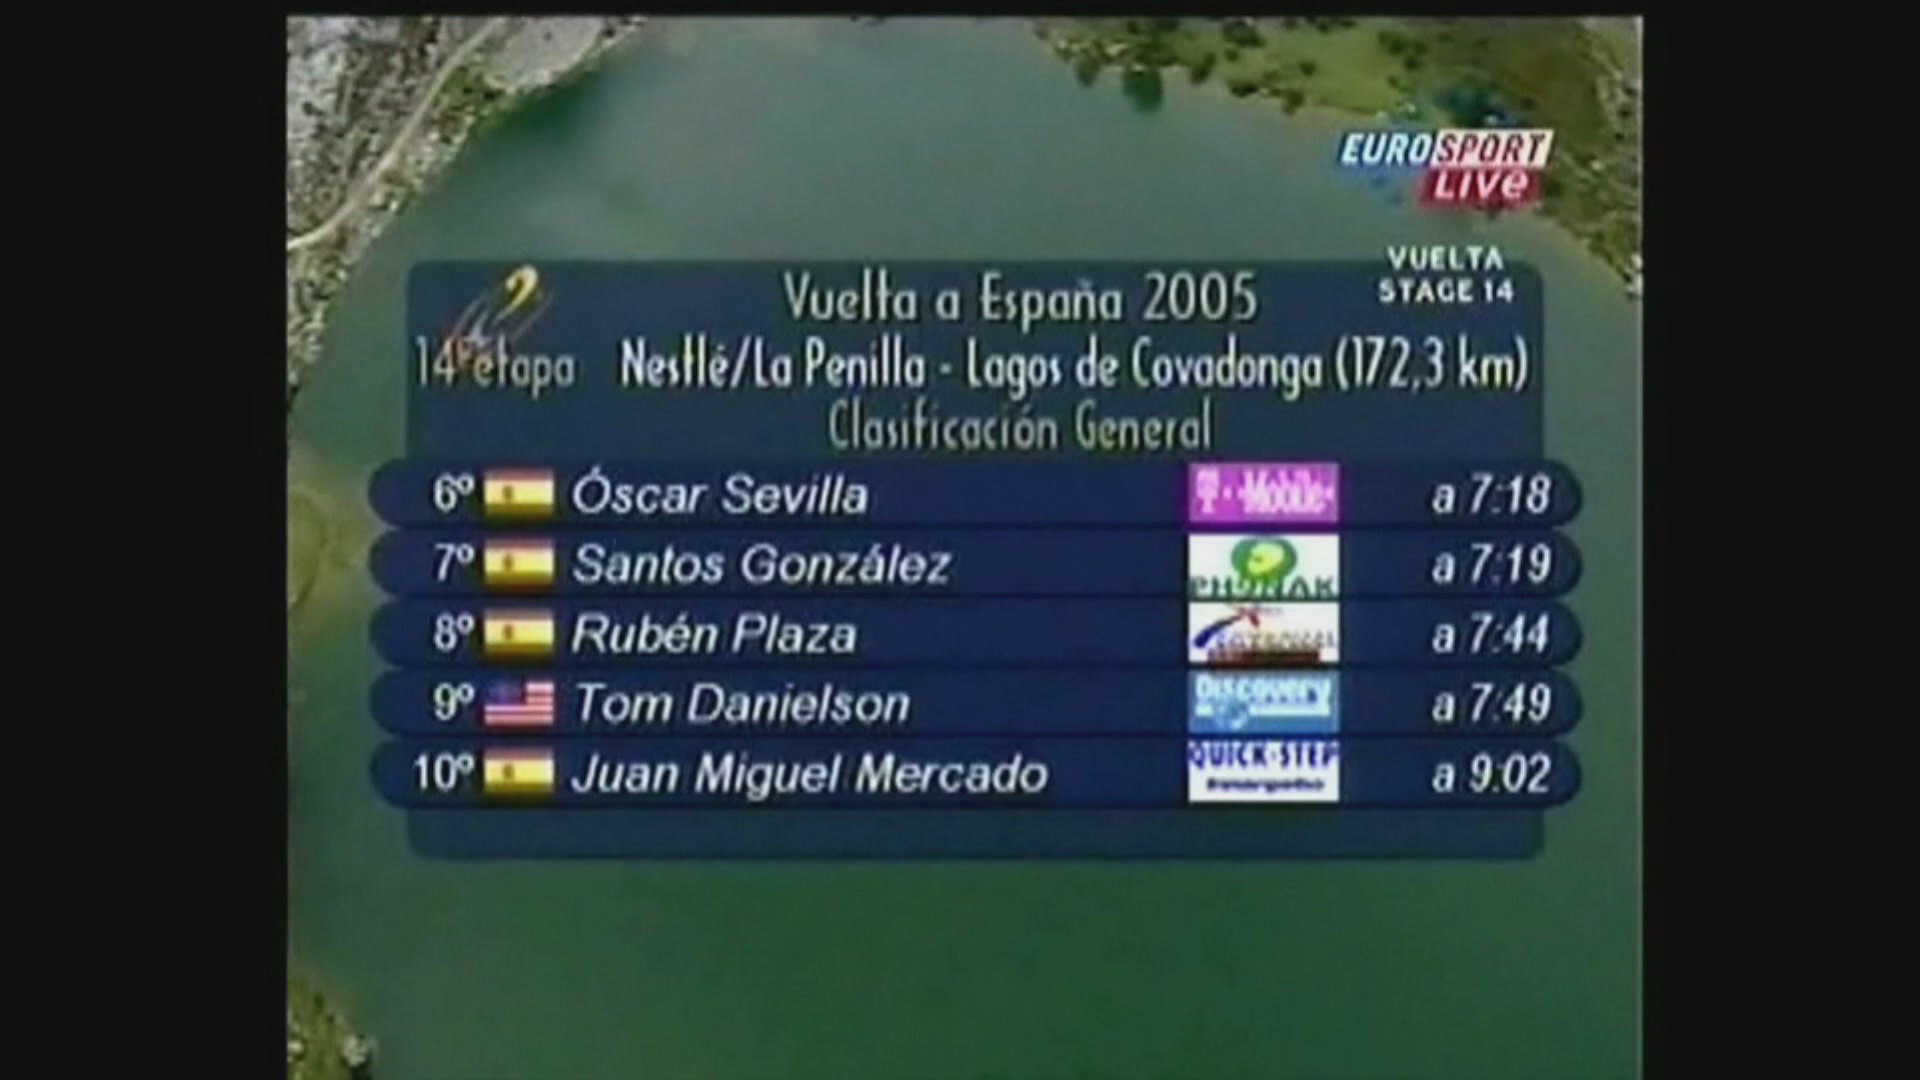 EUROSPORT
LIVE
VUELTA
STAGE 14
Vuelta a España 2005
14ª etapa Nestlé/La Penilla - Lagos de Covadonga (172,3 km)
Clasificación General
6º Óscar Sevilla T··Mobile· a 7:18
7º Santos González PHONAK a 7:19
8º Rubén Plaza a 7:44
9º Tom Danielson Discovery a 7:49
10º Juan Miguel Mercado QUICK·STEP a 9:02